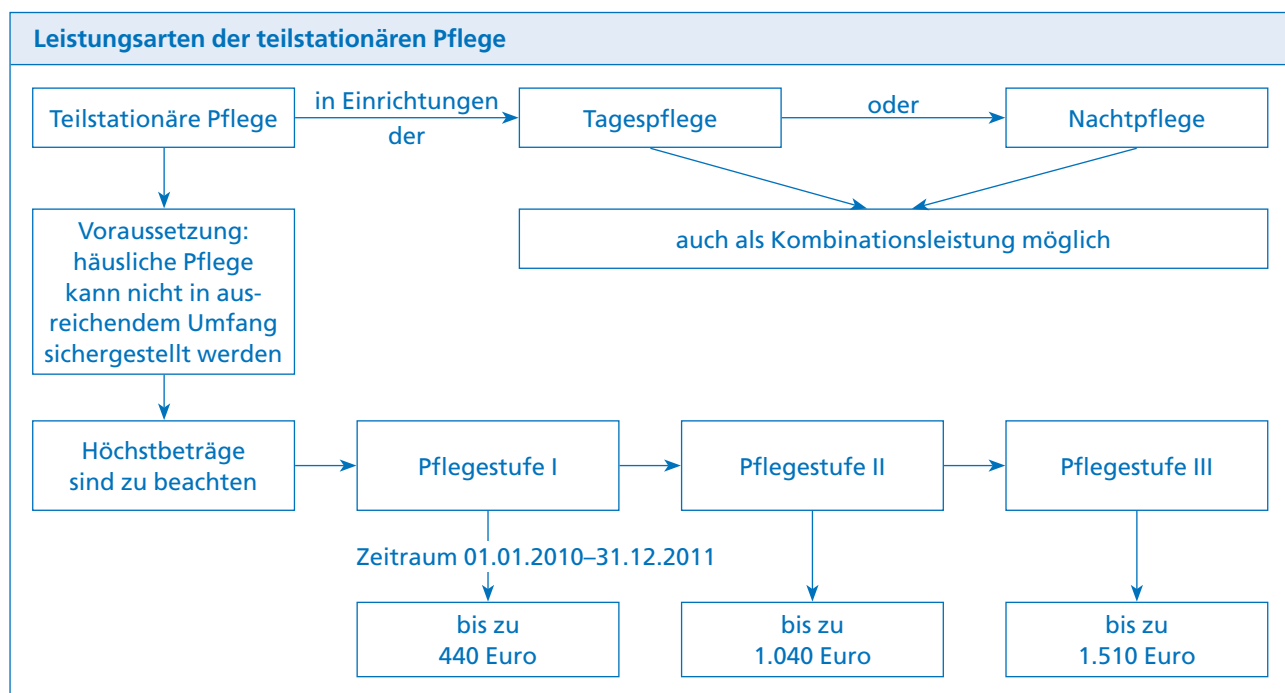 Leistungsarten der teilstationären Pflege
Teilstationäre Pflege
in Einrichtungen
der
Tagespflege
oder
Nachtpflege
Voraussetzung:
häusliche Pflege
kann nicht in aus-
reichendem Umfang
sichergestellt werden
auch als Kombinationsleistung möglich
Höchstbeträge
sind zu beachten
Pflegestufe I
Pflegestufe II
Pflegestufe III
Zeitraum 01.01.2010–31.12.2011
bis zu
440 Euro
bis zu
1.040 Euro
bis zu
1.510 Euro